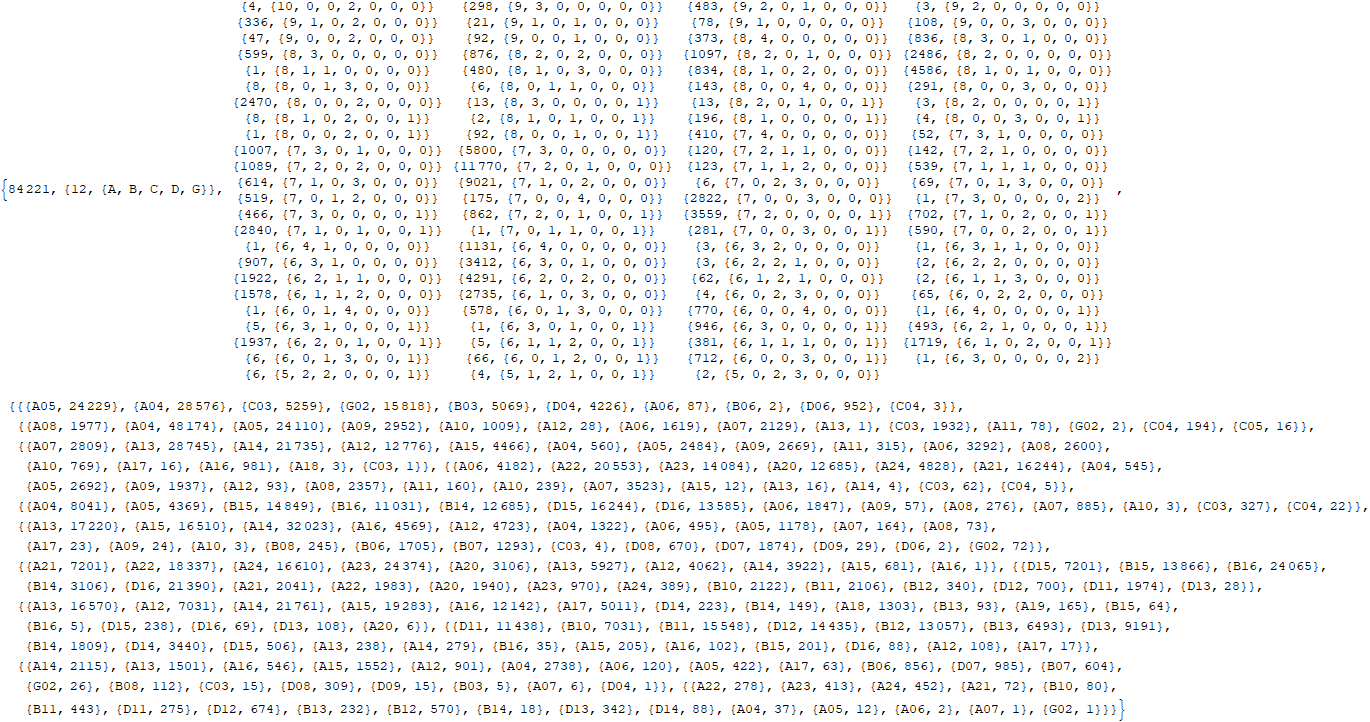 {4, {10, 0, 0, 2, 0, 0, 0}} {298, {9, 3, 0, 0, 0, 0, 0}} {483, {9, 2, 0, 1, 0, 0, 0}} {3, {9, 2, 0, 0, 0, 0, 0}}
{336, {9, 1, 0, 2, 0, 0, 0}} {21, {9, 1, 0, 1, 0, 0, 0}} {78, {9, 1, 0, 0, 0, 0, 0}} {108, {9, 0, 0, 3, 0, 0, 0}}
{47, {9, 0, 0, 2, 0, 0, 0}} {92, {9, 0, 0, 1, 0, 0, 0}} {373, {8, 4, 0, 0, 0, 0, 0}} {836, {8, 3, 0, 1, 0, 0, 0}}
{599, {8, 3, 0, 0, 0, 0, 0}} {876, {8, 2, 0, 2, 0, 0, 0}} {1097, {8, 2, 0, 1, 0, 0, 0}} {2486, {8, 2, 0, 0, 0, 0, 0}}
{1, {8, 1, 1, 0, 0, 0, 0}} {480, {8, 1, 0, 3, 0, 0, 0}} {834, {8, 1, 0, 2, 0, 0, 0}} {4586, {8, 1, 0, 1, 0, 0, 0}}
{8, {8, 0, 1, 3, 0, 0, 0}} {6, {8, 0, 1, 1, 0, 0, 0}} {143, {8, 0, 0, 4, 0, 0, 0}} {291, {8, 0, 0, 3, 0, 0, 0}}
{2470, {8, 0, 0, 2, 0, 0, 0}} {13, {8, 3, 0, 0, 0, 0, 1}} {13, {8, 2, 0, 1, 0, 0, 1}} {3, {8, 2, 0, 0, 0, 0, 1}}
{8, {8, 1, 0, 2, 0, 0, 1}} {2, {8, 1, 0, 1, 0, 0, 1}} {196, {8, 1, 0, 0, 0, 0, 1}} {4, {8, 0, 0, 3, 0, 0, 1}}
{1, {8, 0, 0, 2, 0, 0, 1}} {92, {8, 0, 0, 1, 0, 0, 1}} {410, {7, 4, 0, 0, 0, 0, 0}} {52, {7, 3, 1, 0, 0, 0, 0}}
{1007, {7, 3, 0, 1, 0, 0, 0}} {5800, {7, 3, 0, 0, 0, 0, 0}} {120, {7, 2, 1, 1, 0, 0, 0}} {142, {7, 2, 1, 0, 0, 0, 0}}
{1089, {7, 2, 0, 2, 0, 0, 0}} {11770, {7, 2, 0, 1, 0, 0, 0}} {123, {7, 1, 1, 2, 0, 0, 0}} {539, {7, 1, 1, 1, 0, 0, 0}}
{84221, {12, {A, B, C, D, G}}, {614, {7, 1, 0, 3, 0, 0, 0}} {9021, {7, 1, 0, 2, 0, 0, 0}} {6, {7, 0, 2, 3, 0, 0, 0}} {69, {7, 0, 1, 3, 0, 0, 0}} ,
{519, {7, 0, 1, 2, 0, 0, 0}} {175, {7, 0, 0, 4, 0, 0, 0}} {2822, {7, 0, 0, 3, 0, 0, 0}} {1, {7, 3, 0, 0, 0, 0, 2}}
{466, {7, 3, 0, 0, 0, 0, 1}} {862, {7, 2, 0, 1, 0, 0, 1}} {3559, {7, 2, 0, 0, 0, 0, 1}} {702, {7, 1, 0, 2, 0, 0, 1}}
{2840, {7, 1, 0, 1, 0, 0, 1}} {1, {7, 0, 1, 1, 0, 0, 1}} {281, {7, 0, 0, 3, 0, 0, 1}} {590, {7, 0, 0, 2, 0, 0, 1}}
{1, {6, 4, 1, 0, 0, 0, 0}} {1131, {6, 4, 0, 0, 0, 0, 0}} {3, {6, 3, 2, 0, 0, 0, 0}} {1, {6, 3, 1, 1, 0, 0, 0}}
{907, {6, 3, 1, 0, 0, 0, 0}} {3412, {6, 3, 0, 1, 0, 0, 0}} {3, {6, 2, 2, 1, 0, 0, 0}} {2, {6, 2, 2, 0, 0, 0, 0}}
{1922, {6, 2, 1, 1, 0, 0, 0}} {4291, {6, 2, 0, 2, 0, 0, 0}} {62, {6, 1, 2, 1, 0, 0, 0}} {2, {6, 1, 1, 3, 0, 0, 0}}
{1578, {6, 1, 1, 2, 0, 0, 0}} {2735, {6, 1, 0, 3, 0, 0, 0}} {4, {6, 0, 2, 3, 0, 0, 0}} {65, {6, 0, 2, 2, 0, 0, 0}}
{1, {6, 0, 1, 4, 0, 0, 0}} {578, {6, 0, 1, 3, 0, 0, 0}} {770, {6, 0, 0, 4, 0, 0, 0}} {1, {6, 4, 0, 0, 0, 0, 1}}
{5, {6, 3, 1, 0, 0, 0, 1}} {1, {6, 3, 0, 1, 0, 0, 1}} {946, {6, 3, 0, 0, 0, 0, 1}} {493, {6, 2, 1, 0, 0, 0, 1}}
{1937, {6, 2, 0, 1, 0, 0, 1}} {5, {6, 1, 1, 2, 0, 0, 1}} {381, {6, 1, 1, 1, 0, 0, 1}} {1719, {6, 1, 0, 2, 0, 0, 1}}
{6, {6, 0, 1, 3, 0, 0, 1}} {66, {6, 0, 1, 2, 0, 0, 1}} {712, {6, 0, 0, 3, 0, 0, 1}} {1, {6, 3, 0, 0, 0, 0, 2}}
{6, {5, 2, 2, 0, 0, 0, 1}} {4, {5, 1, 2, 1, 0, 0, 1}} {2, {5, 0, 2, 3, 0, 0, 0}}
{{{A05, 24229}, {A04, 28576}, {C03, 5259}, {G02, 15818}, {B03, 5069}, {D04, 4226}, {A06, 87}, {B06, 2}, {D06, 952}, {C04, 3}},
{{A08, 1977}, {A04, 48174}, {A05, 24110}, {A09, 2952}, {A10, 1009}, {A12, 28}, {A06, 1619}, {A07, 2129}, {A13, 1}, {C03, 1932}, {A11, 78}, {G02, 2}, {C04, 194}, {C05, 16}},
{{A07, 2809}, {A13, 28745}, {A14, 21735}, {A12, 12776}, {A15, 4466}, {A04, 560}, {A05, 2484}, {A09, 2669}, {A11, 315}, {A06, 3292}, {A08, 2600},
{A10, 769}, {A17, 16}, {A16, 981}, {A18, 3}, {C03, 1}}, {{A06, 4182}, {A22, 20553}, {A23, 14084}, {A20, 12685}, {A24, 4828}, {A21, 16244}, {A04, 545},
{A05, 2692}, {A09, 1937}, {A12, 93}, {A08, 2357}, {A11, 160}, {A10, 239}, {A07, 3523}, {A15, 12}, {A13, 16}, {A14, 4}, {C03, 62}, {C04, 5}},
{{A04, 8041}, {A05, 4369}, {B15, 14849}, {B16, 11031}, {B14, 12685}, {D15, 16244}, {D16, 13585}, {A06, 1847}, {A09, 57}, {A08, 276}, {A07, 885}, {A10, 3}, {C03, 327}, {C04, 22}},
{{A13, 17220}, {A15, 16510}, {A14, 32023}, {A16, 4569}, {A12, 4723}, {A04, 1322}, {A06, 495}, {A05, 1178}, {A07, 164}, {A08, 73},
{A17, 23}, {A09, 24}, {A10, 3}, {B08, 245}, {B06, 1705}, {B07, 1293}, {C03, 4}, {D08, 670}, {D07, 1874}, {D09, 29}, {D06, 2}, {G02, 72}},
{{A21, 7201}, {A22, 18337}, {A24, 16610}, {A23, 24374}, {A20, 3106}, {A13, 5927}, {A12, 4062}, {A14, 3922}, {A15, 681}, {A16, 1}}, {{D15, 7201}, {B15, 13866}, {B16, 24065},
{B14, 3106}, {D16, 21390}, {A21, 2041}, {A22, 1983}, {A20, 1940}, {A23, 970}, {A24, 389}, {B10, 2122}, {B11, 2106}, {B12, 340}, {D12, 700}, {D11, 1974}, {D13, 28}},
{{A13, 16570}, {A12, 7031}, {A14, 21761}, {A15, 19283}, {A16, 12142}, {A17, 5011}, {D14, 223}, {B14, 149}, {A18, 1303}, {B13, 93}, {A19, 165}, {B15, 64},
{B16, 5}, {D15, 238}, {D16, 69}, {D13, 108}, {A20, 6}}, {{D11, 11438}, {B10, 7031}, {B11, 15548}, {D12, 14435}, {B12, 13057}, {B13, 6493}, {D13, 9191},
{B14, 1809}, {D14, 3440}, {D15, 506}, {A13, 238}, {A14, 279}, {B16, 35}, {A15, 205}, {A16, 102}, {B15, 201}, {D16, 88}, {A12, 108}, {A17, 17}},
{{A14, 2115}, {A13, 1501}, {A16, 546}, {A15, 1552}, {A12, 901}, {A04, 2738}, {A06, 120}, {A05, 422}, {A17, 63}, {B06, 856}, {D07, 985}, {B07, 604},
{G02, 26}, {B08, 112}, {C03, 15}, {D08, 309}, {D09, 15}, {B03, 5}, {A07, 6}, {D04, 1}}, {{A22, 278}, {A23, 413}, {A24, 452}, {A21, 72}, {B10, 80},
{B11, 443}, {D11, 275}, {D12, 674}, {B13, 232}, {B12, 570}, {B14, 18}, {D13, 342}, {D14, 88}, {A04, 37}, {A05, 12}, {A06, 2}, {A07, 1}, {G02, 1}}}}